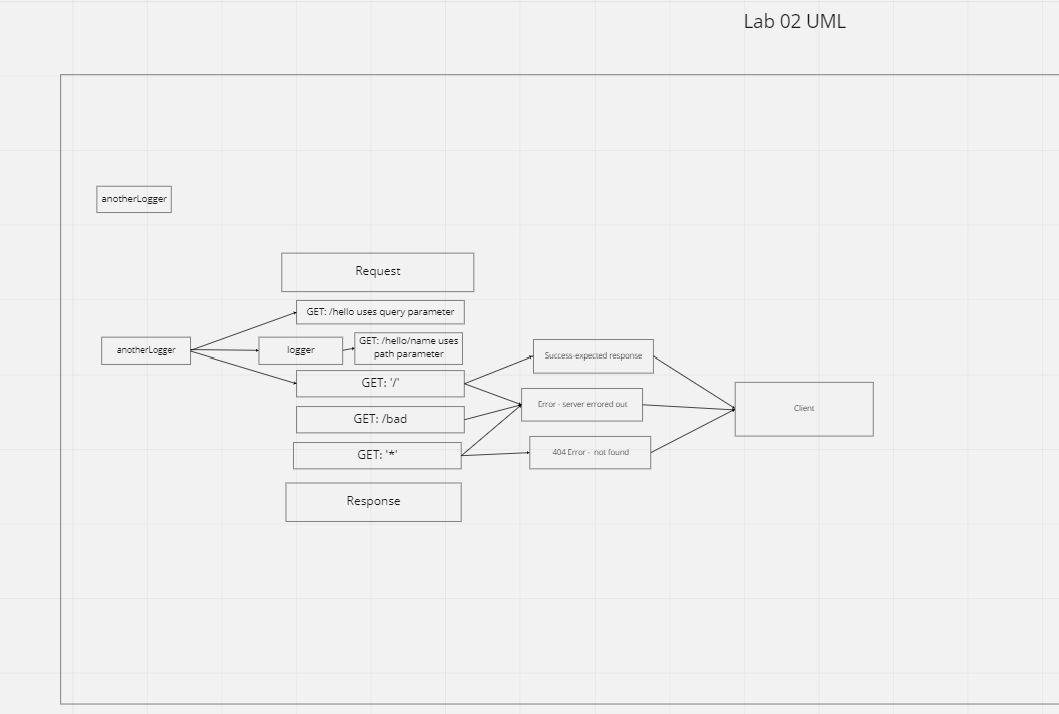 Lab 02 UML
anotherLogger
Request
GET: /hello uses query parameter
anotherLogger
logger
GET: /hello/name uses
path parameter
GET: '/'
GET: /bad
GET: '*'
Response
Success-expected response
Error - server errored out
404 Error - not found
Client